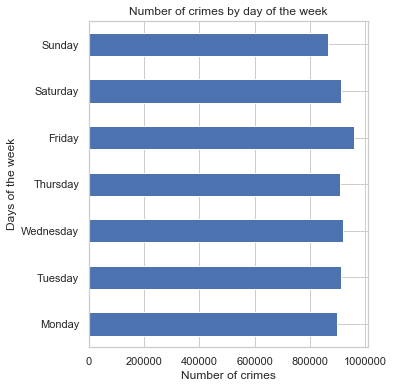 Number of crimes by day of the week
Days of the week
Sunday
Saturday
Friday
Thursday
Wednesday
Tuesday
Monday
0 200000 400000 600000 800000 1000000
Number of crimes